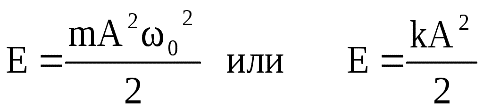 E = mA²ω₀² / 2 или E = kA² / 2